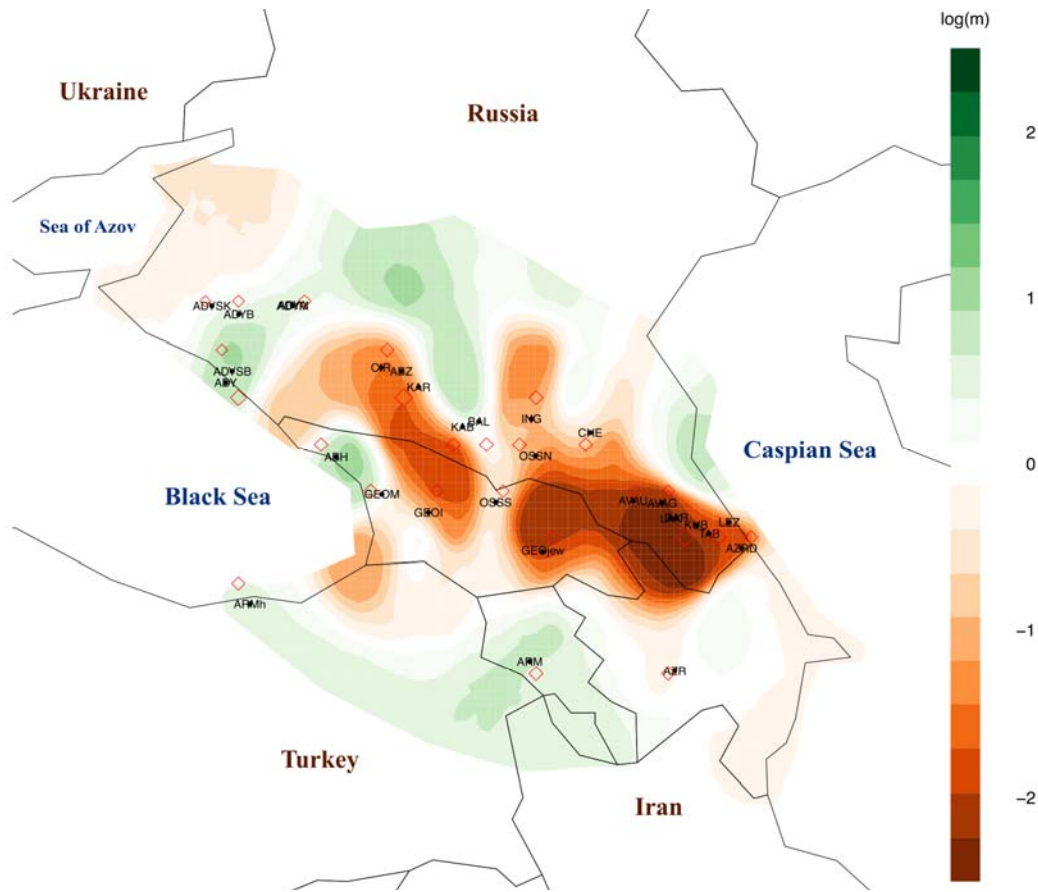 log(m)
Ukraine
Russia
2
Sea of Azov
ADYSK
ADYB
1
ADYSB
ADY
CIR
ABZ
KAR
ING
BAL
KAB
CHE
Caspian Sea
ABH
OSSN
0
Black Sea
GEOM
OSSS
AVAU
AVAG
GEOI
DAR
KUB
LEZ
TAB
AZRD
GEOjew
ARMh
−1
ARM
AZR
Turkey
Iran
−2